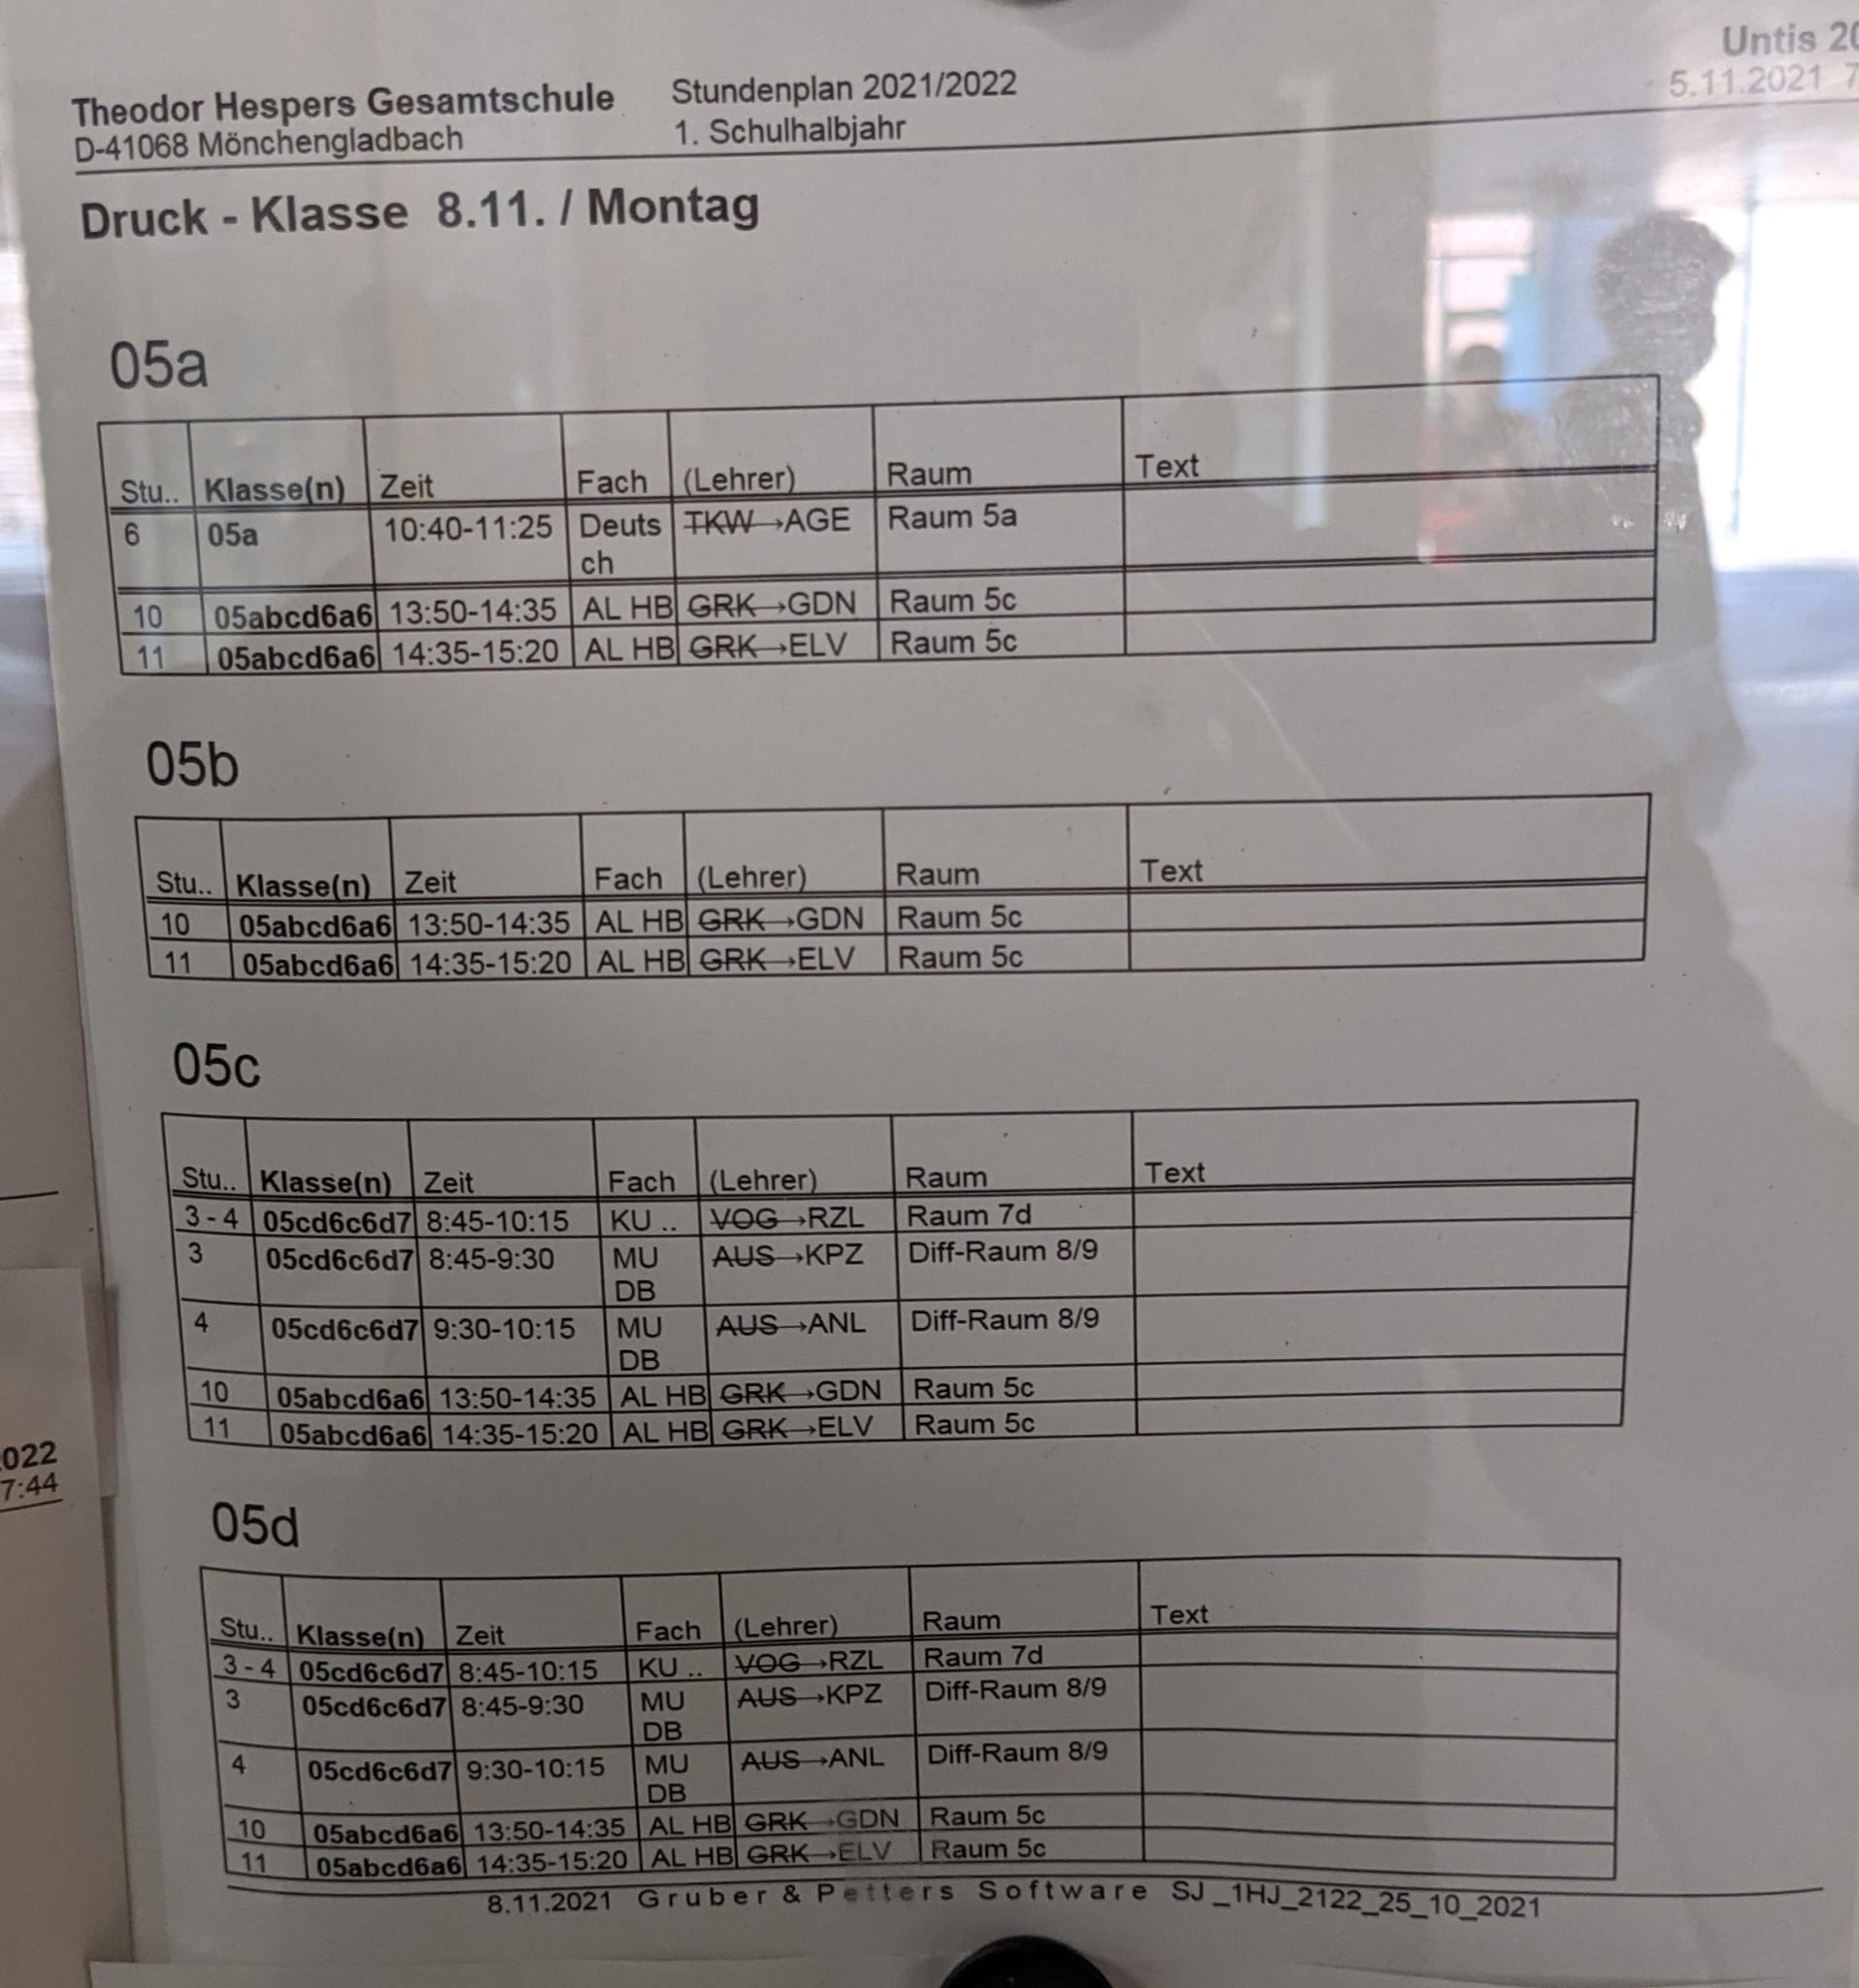 Untis 20
5.11.2021 7
Theodor Hespers Gesamtschule Stundenplan 2021/2022
D-41068 Mönchengladbach 1. Schulhalbjahr
Druck - Klasse 8.11. / Montag
05a
Stu.. Klasse(n) Zeit Fach (Lehrer) Raum Text
6 05a 10:40-11:25 Deuts TKW→AGE Raum 5a
ch
10 05abcd6a6 13:50-14:35 AL HB GRK→GDN Raum 5c
11 05abcd6a6 14:35-15:20 AL HB GRK→ELV Raum 5c
05b
Stu.. Klasse(n) Zeit Fach (Lehrer) Raum Text
10 05abcd6a6 13:50-14:35 AL HB GRK→GDN Raum 5c
11 05abcd6a6 14:35-15:20 AL HB GRK→ELV Raum 5c
05c
Stu.. Klasse(n) Zeit Fach (Lehrer) Raum Text
3 - 4 05cd6c6d7 8:45-10:15 KU .. VOG→RZL Raum 7d
3 05cd6c6d7 8:45-9:30 MU AUS→KPZ Diff-Raum 8/9
DB
4 05cd6c6d7 9:30-10:15 MU AUS→ANL Diff-Raum 8/9
DB
10 05abcd6a6 13:50-14:35 AL HB GRK→GDN Raum 5c
11 05abcd6a6 14:35-15:20 AL HB GRK→ELV Raum 5c
022
7:44
05d
Stu.. Klasse(n) Zeit Fach (Lehrer) Raum Text
3 - 4 05cd6c6d7 8:45-10:15 KU .. VOG→RZL Raum 7d
3 05cd6c6d7 8:45-9:30 MU AUS→KPZ Diff-Raum 8/9
DB
4 05cd6c6d7 9:30-10:15 MU AUS→ANL Diff-Raum 8/9
DB
10 05abcd6a6 13:50-14:35 AL HB GRK→GDN Raum 5c
11 05abcd6a6 14:35-15:20 AL HB GRK→ELV Raum 5c
8.11.2021 Gruber & Petters Software SJ_1HJ_2122_25_10_2021